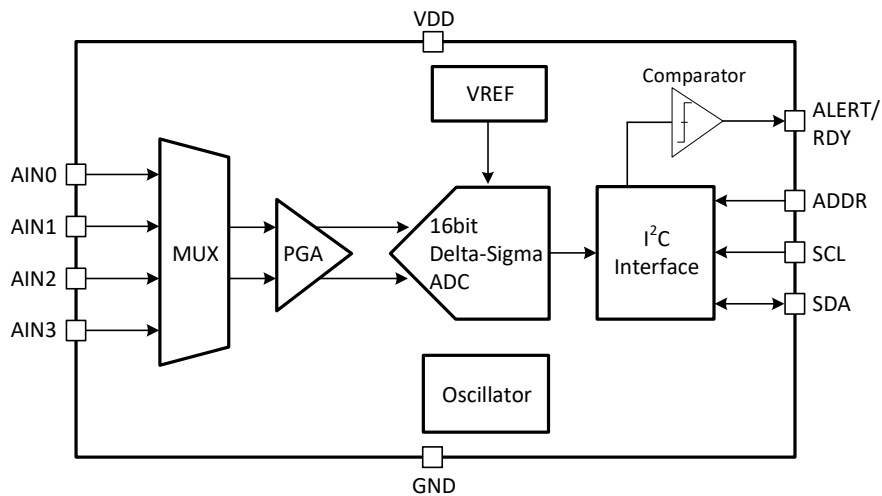 VDD
Comparator
VREF
ALERT/
RDY
AIN0
ADDR
AIN1
16bit
MUX
PGA
Delta-Sigma
ADC
I²C
Interface
SCL
AIN2
SDA
AIN3
Oscillator
GND